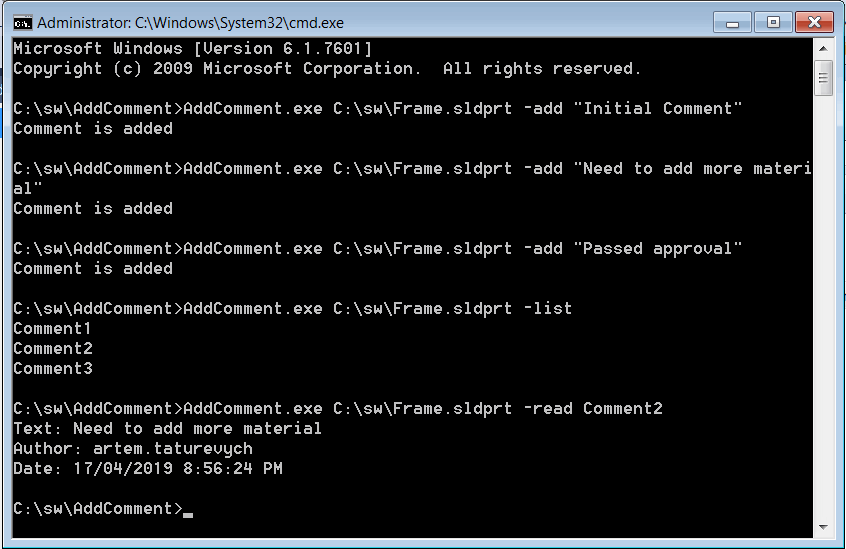 Administrator: C:\Windows\System32\cmd.exe
Microsoft Windows [Version 6.1.7601]
Copyright (c) 2009 Microsoft Corporation.  All rights reserved.
C:\sw\AddComment>AddComment.exe C:\sw\Frame.sldprt -add "Initial Comment"
Comment is added
C:\sw\AddComment>AddComment.exe C:\sw\Frame.sldprt -add "Need to add more materi
al"
Comment is added
C:\sw\AddComment>AddComment.exe C:\sw\Frame.sldprt -add "Passed approval"
Comment is added
C:\sw\AddComment>AddComment.exe C:\sw\Frame.sldprt -list
Comment1
Comment2
Comment3
C:\sw\AddComment>AddComment.exe C:\sw\Frame.sldprt -read Comment2
Text: Need to add more material
Author: artem.taturevych
Date: 17/04/2019 8:56:24 PM
C:\sw\AddComment>_